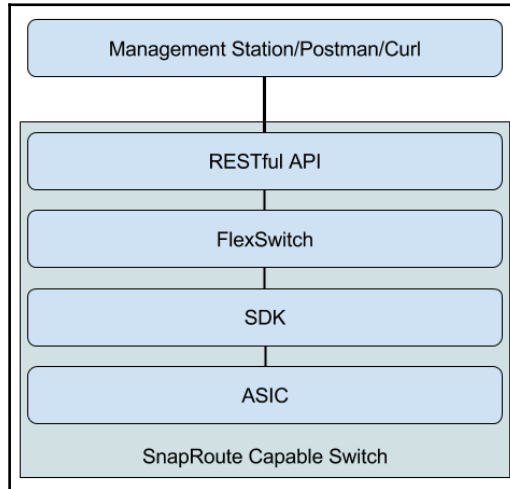 Management Station/Postman/Curl
RESTful API
FlexSwitch
SDK
ASIC
SnapRoute Capable Switch